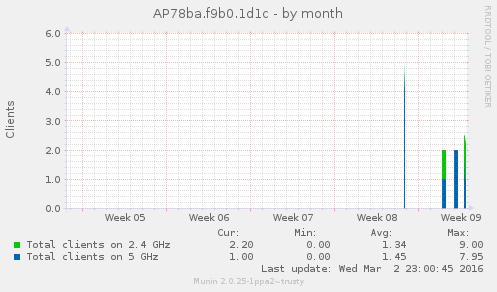 AP78ba.f9b0.1d1c - by month
RRDTOOL / TOBI OETIKER
Clients
6.0
5.0
4.0
3.0
2.0
1.0
0.0
Week 05 Week 06 Week 07 Week 08 Week 09
Cur: Min: Avg: Max:
Total clients on 2.4 GHz 2.20 0.00 1.34 9.00
Total clients on 5 GHz 1.00 0.00 1.45 7.95
Last update: Wed Mar 2 23:00:45 2016
Munin 2.0.25-1ppa2~trusty